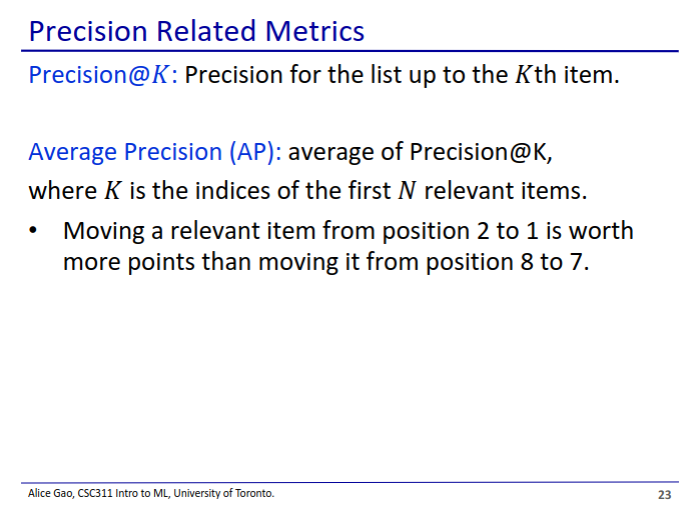 Precision Related Metrics
Precision@K: Precision for the list up to the Kth item.
Average Precision (AP): average of Precision@K,
where K is the indices of the first N relevant items.
• Moving a relevant item from position 2 to 1 is worth
more points than moving it from position 8 to 7.
Alice Gao, CSC311 Intro to ML, University of Toronto.
23